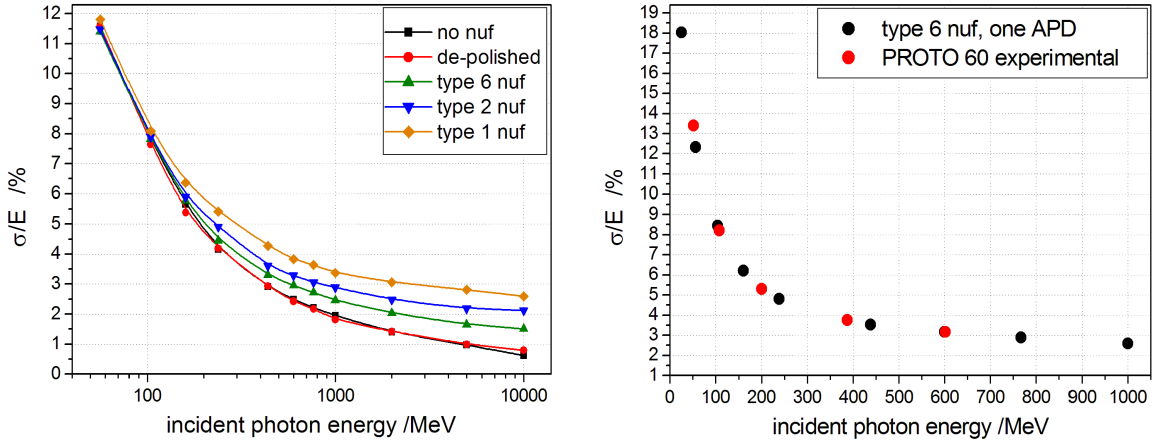 12
11
10
9
8
7
6
5
4
3
2
1
0
σ/E /%
no nuf
de-polished
type 6 nuf
type 2 nuf
type 1 nuf
100 1000 10000
incident photon energy /MeV
19
18
17
16
15
14
13
12
11
10
9
8
7
6
5
4
3
2
1
σ/E /%
type 6 nuf, one APD
PROTO 60 experimental
0 100 200 300 400 500 600 700 800 900 1000
incident photon energy /MeV